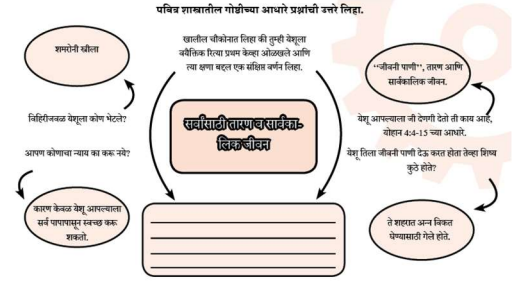 पवित्र शास्त्रातील गोष्टीच्या आधारे प्रश्नांची उत्तरे लिहा.
शमरोनी स्रीला
खालील चौकोनात लिहा की तुम्ही येशूला
वयैक्तिक रित्या प्रथम केव्हा ओळखले आणि
त्या क्षणा बद्दल एक संक्षिप्त वर्णन लिहा.
‘‘जीवनी पाणी’’, तारण आणि
सार्वकालिक जीवन.
विहिरीजवळ येशूला कोण भेटले?
सर्वांसाठी तारण व सार्वका-
लिक जीवन
येशू आपल्याला जी देणगी देतो ती काय आहे,
योहान 4:4-15 च्या आधारे.
आपण कोणाचा न्याय का करू नये?
येशू तिला जीवनी पाणी देऊ करत होता तेव्हा शिष्य
कुठे होते?
कारण केवळ येशू आपल्याला
सर्व पापापासून स्वच्छ करू
शकतो.
ते शहरात अन्न विकत
घेण्यासाठी गेले होते.